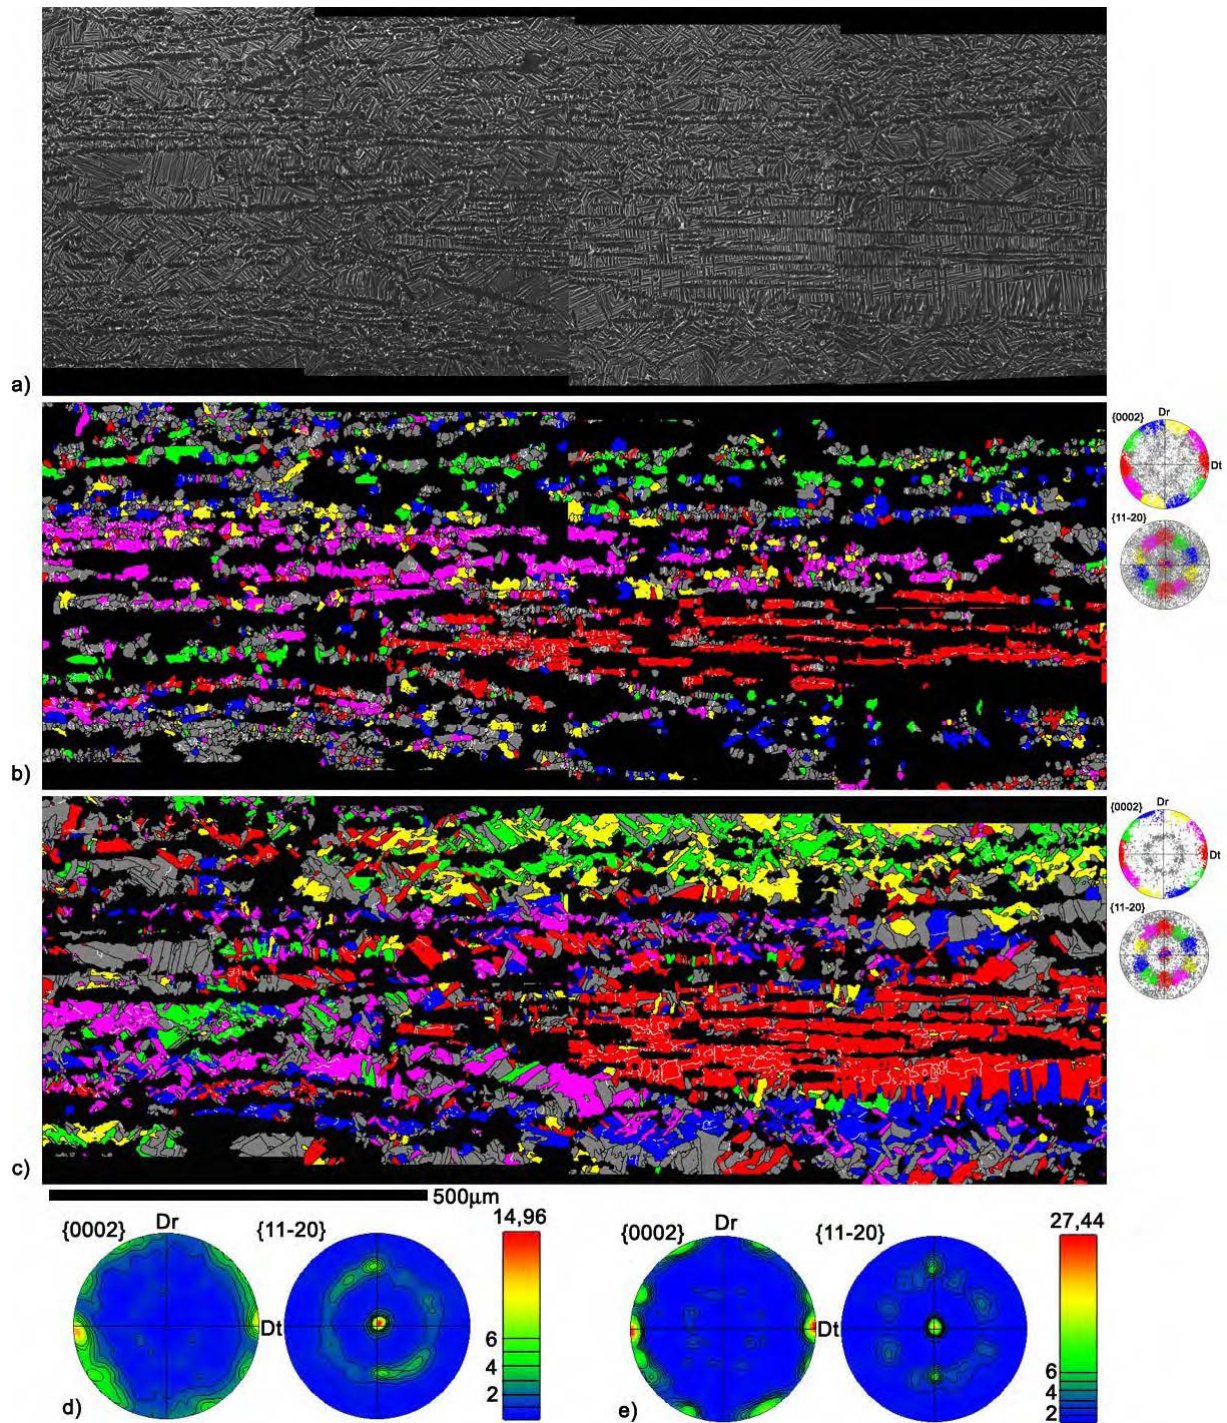 a)
{0002}
Dr
Dt
{11-20}
b)
{0002}
Dr
Dt
{11-20}
c)
500µm
{0002}
Dr
{11-20}
14,96
Dt
6
4
2
d)
{0002}
Dr
{11-20}
27,44
Dt
6
4
2
e)